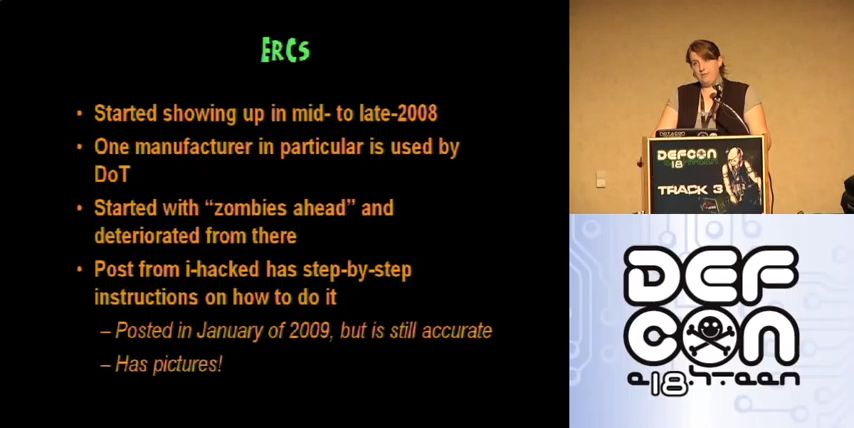 ERCs
• Started showing up in mid- to late-2008
• One manufacturer in particular is used by
DoT
• Started with “zombies ahead” and
deteriorated from there
• Post from i-hacked has step-by-step
instructions on how to do it
– Posted in January of 2009, but is still accurate
– Has pictures!
DEFCON
18
TRACK 3
DEF
CON
e18hteen